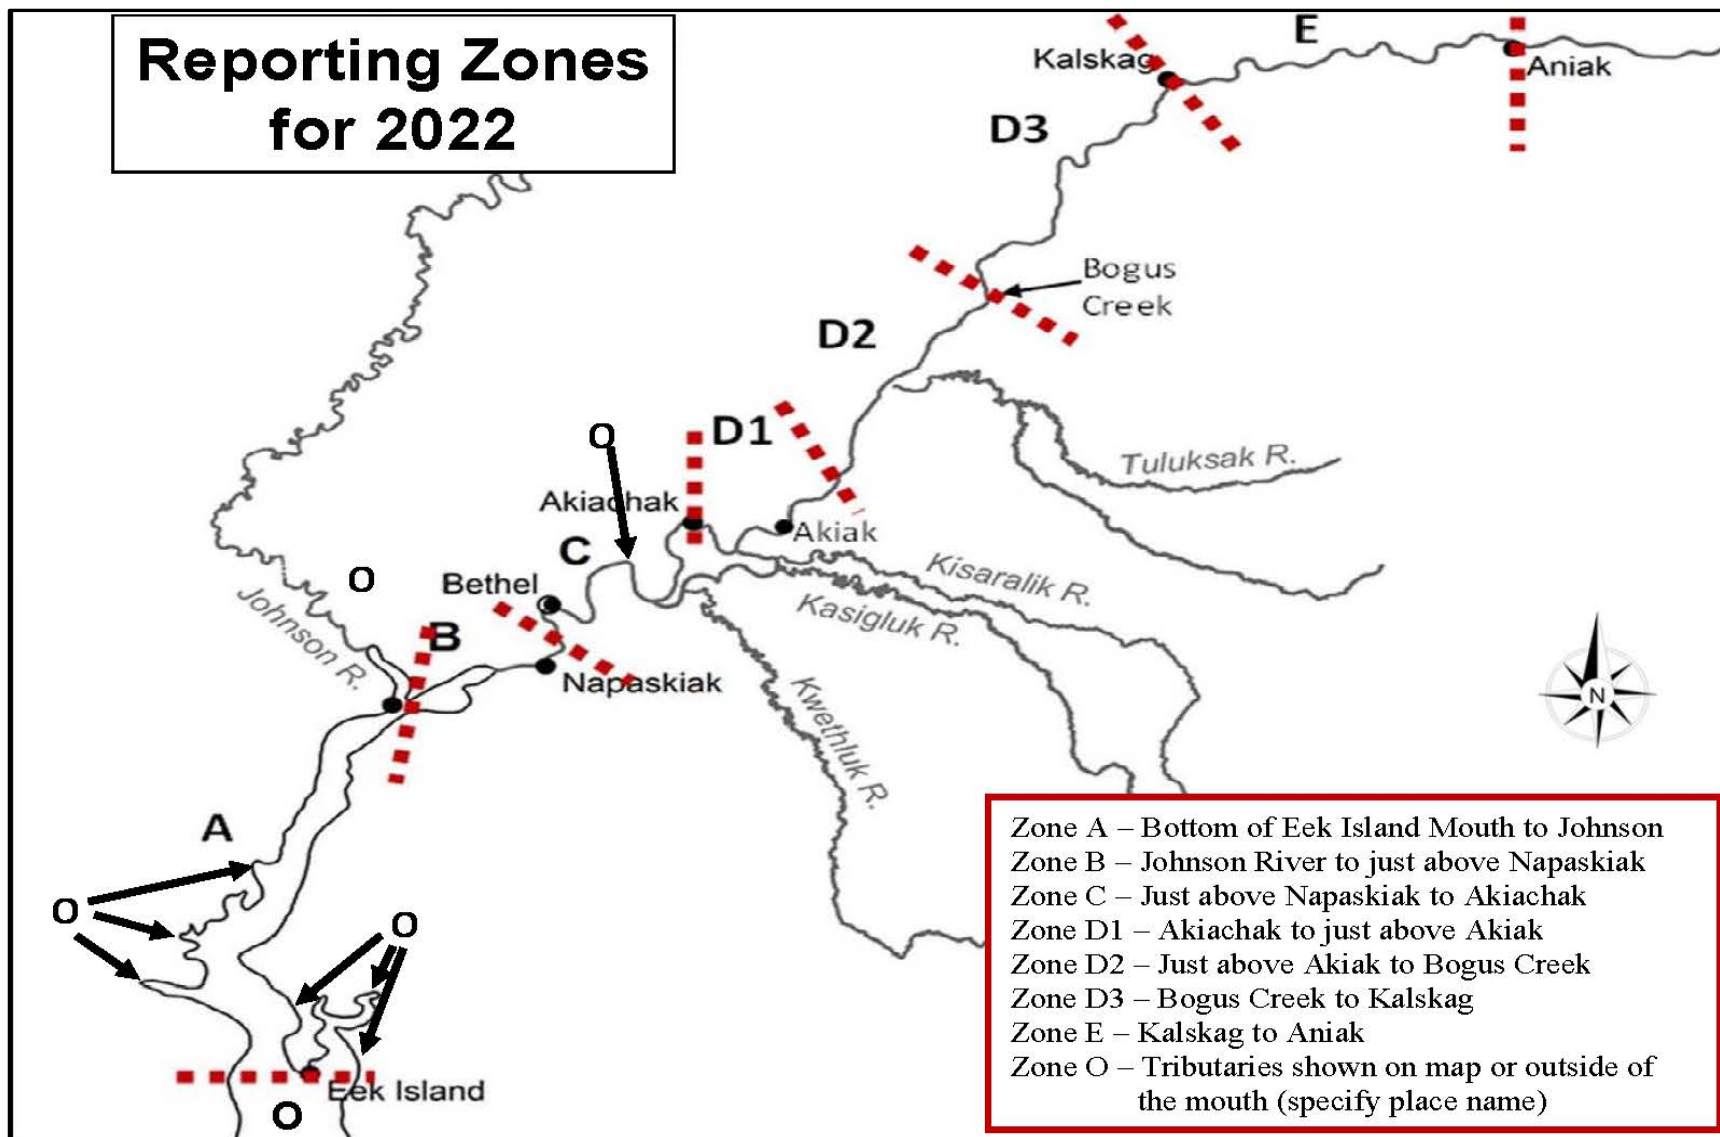 Reporting Zones
for 2022
E
Kalskag
Aniak
D3
Bogus
Creek
D2
D1
O
Akiachak
Akiak
Tuluksak R.
C
Bethel
O
Johnson R.
B
Kisaralik R.
Kasigluk R.
Napaskiak
Kwethluk R.
N
A
O
O
Eek Island
O
Zone A – Bottom of Eek Island Mouth to Johnson
Zone B – Johnson River to just above Napaskiak
Zone C – Just above Napaskiak to Akiachak
Zone D1 – Akiachak to just above Akiak
Zone D2 – Just above Akiak to Bogus Creek
Zone D3 – Bogus Creek to Kalskag
Zone E – Kalskag to Aniak
Zone O – Tributaries shown on map or outside of
the mouth (specify place name)